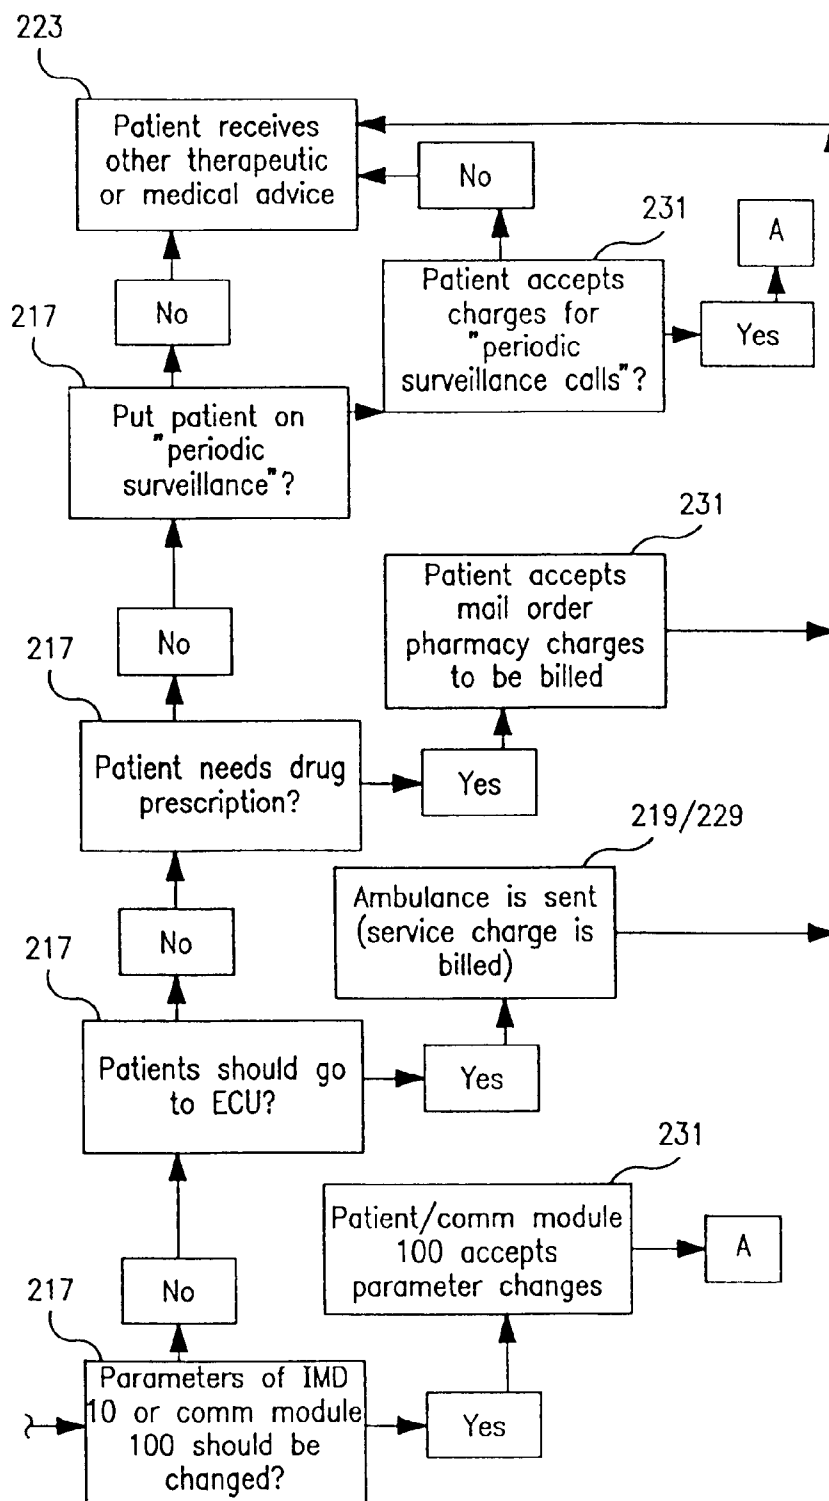 223
Patient receives
other therapeutic
or medical advice
No
231
A
Patient accepts
charges for
"periodic
surveillance calls"?
Yes
No
217
Put patient on
"periodic
surveillance"?
231
Patient accepts
mail order
pharmacy charges
to be billed
No
217
Patient needs drug
prescription?
Yes
219/229
Ambulance is sent
(service charge is
billed)
No
217
Patients should go
to ECU?
Yes
231
Patient/comm module
100 accepts
parameter changes
A
No
217
Parameters of IMD
10 or comm module
100 should be
changed?
Yes